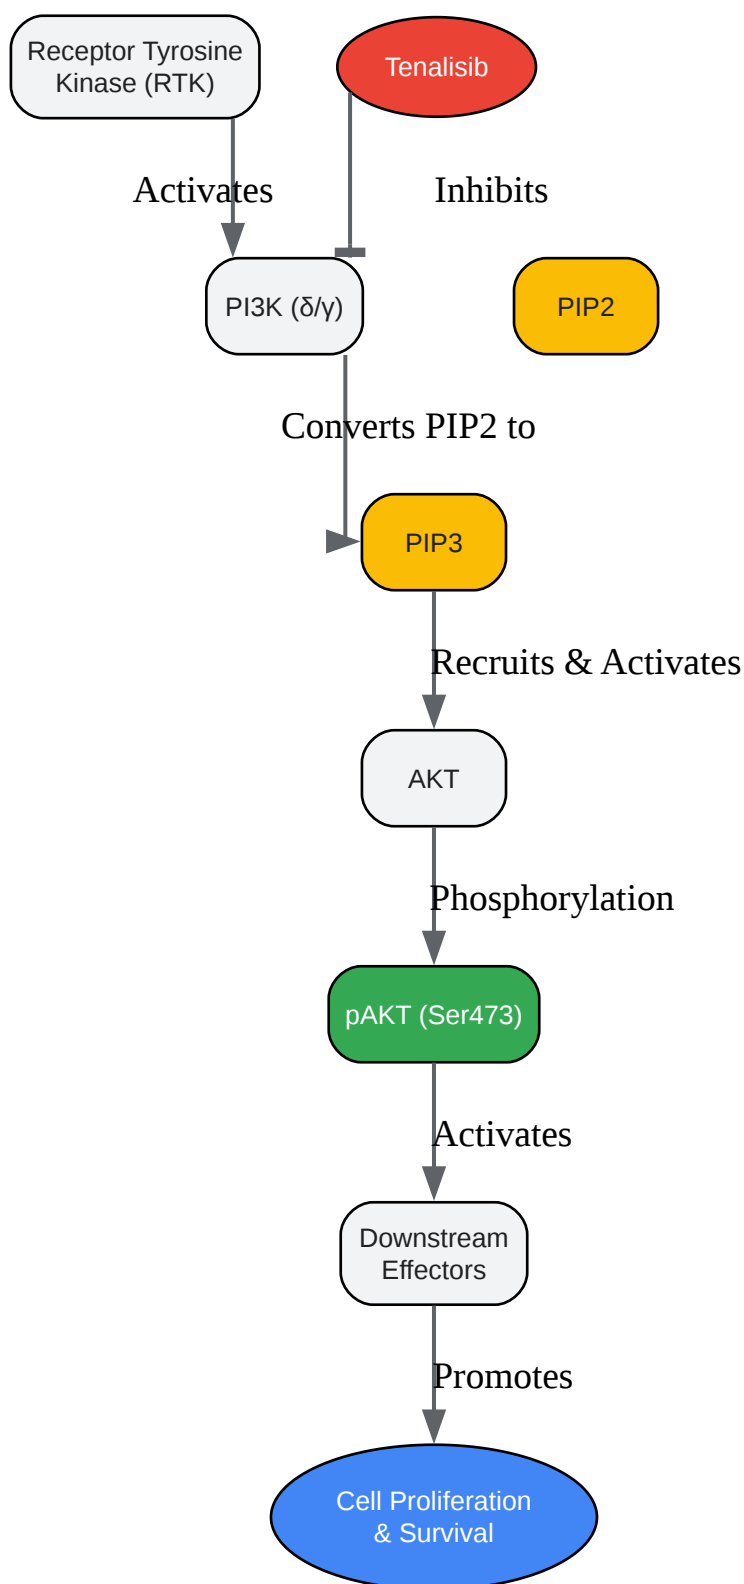 Receptor Tyrosine
Kinase (RTK)
Tenalisib
Activates
Inhibits
PI3K (δ/γ)
PIP2
Converts PIP2 to
PIP3
Recruits & Activates
AKT
Phosphorylation
pAKT (Ser473)
Activates
Downstream
Effectors
Promotes
Cell Proliferation
& Survival